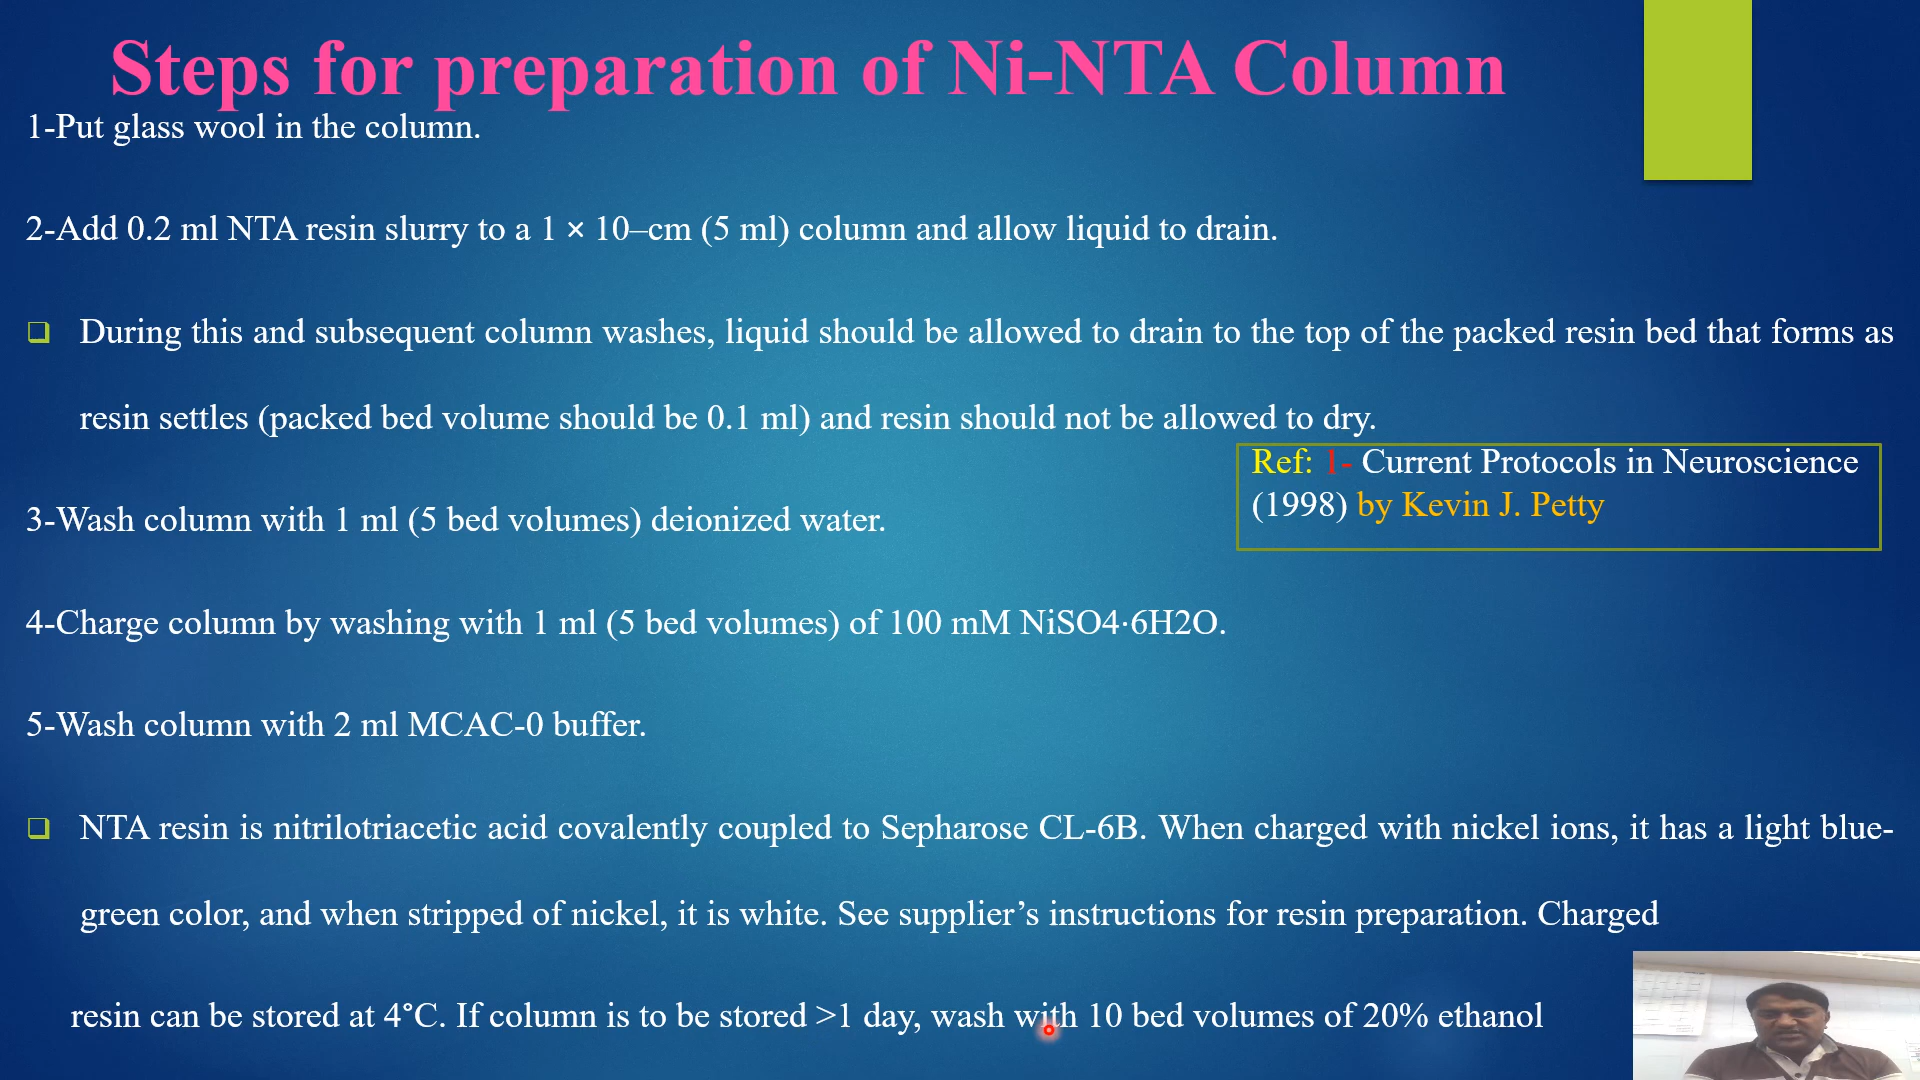 Steps for preparation of Ni-NTA Column
1-Put glass wool in the column.
2-Add 0.2 ml NTA resin slurry to a 1 × 10–cm (5 ml) column and allow liquid to drain.
During this and subsequent column washes, liquid should be allowed to drain to the top of the packed resin bed that forms as
resin settles (packed bed volume should be 0.1 ml) and resin should not be allowed to dry.
Ref: 1- Current Protocols in Neuroscience
(1998) by Kevin J. Petty
3-Wash column with 1 ml (5 bed volumes) deionized water.
4-Charge column by washing with 1 ml (5 bed volumes) of 100 mM NiSO4·6H2O.
5-Wash column with 2 ml MCAC-0 buffer.
NTA resin is nitrilotriacetic acid covalently coupled to Sepharose CL-6B. When charged with nickel ions, it has a light blue-
green color, and when stripped of nickel, it is white. See supplier’s instructions for resin preparation. Charged
resin can be stored at 4°C. If column is to be stored >1 day, wash with 10 bed volumes of 20% ethanol